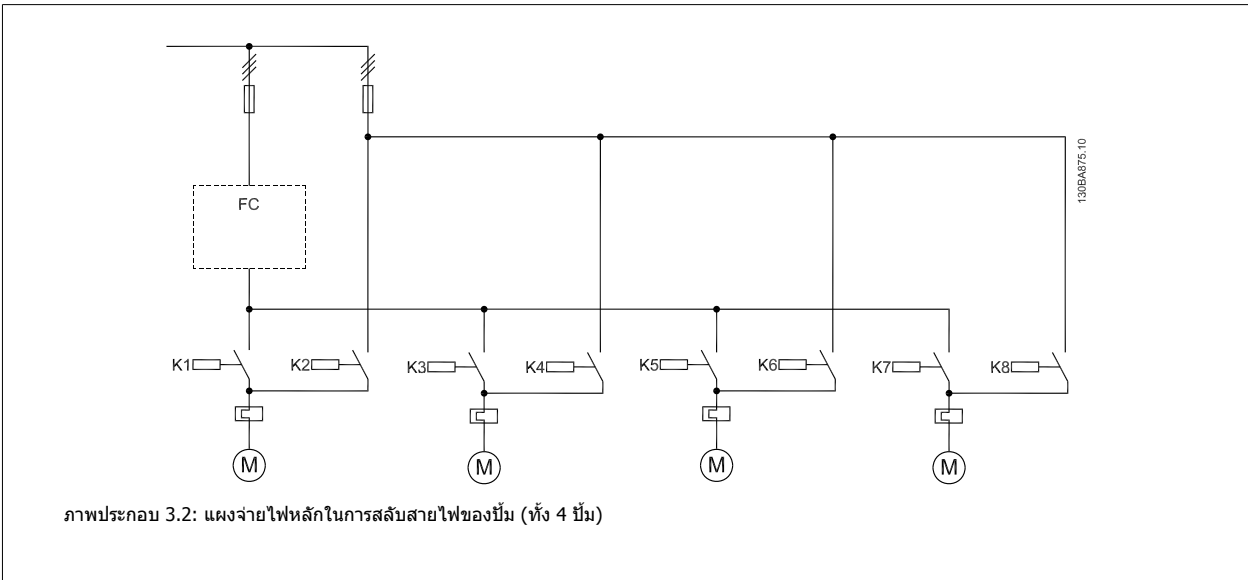 FC
130BA875.10
K1
K2
K3
K4
K5
K6
K7
K8
M
M
M
M
ภาพประกอบ 3.2: แผงจ่ายไฟหลักในการสลับสายไฟของปั๊ม (ทั้ง 4 ปั๊ม)